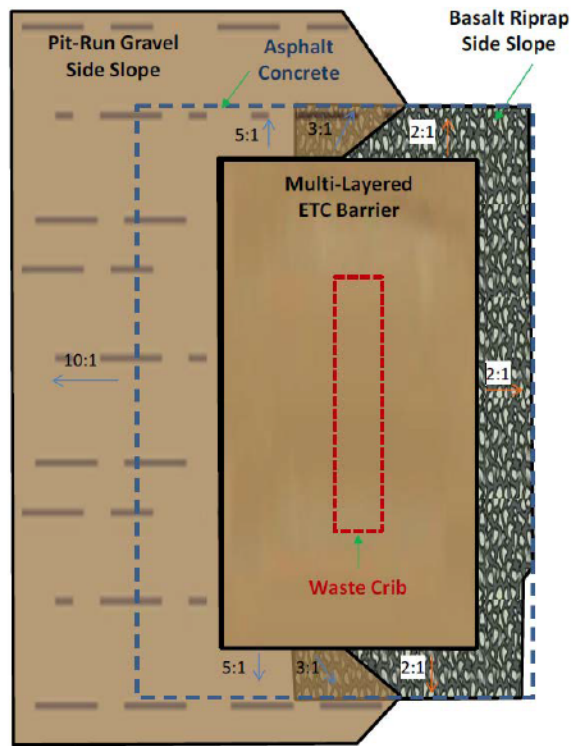 Pit-Run Gravel
Side Slope
Asphalt
Concrete
Basalt Riprap
Side Slope
5:1
3:1
2:1
Multi-Layered
ETC Barrier
10:1
2:1
Waste Crib
5:1
3:1
2:1